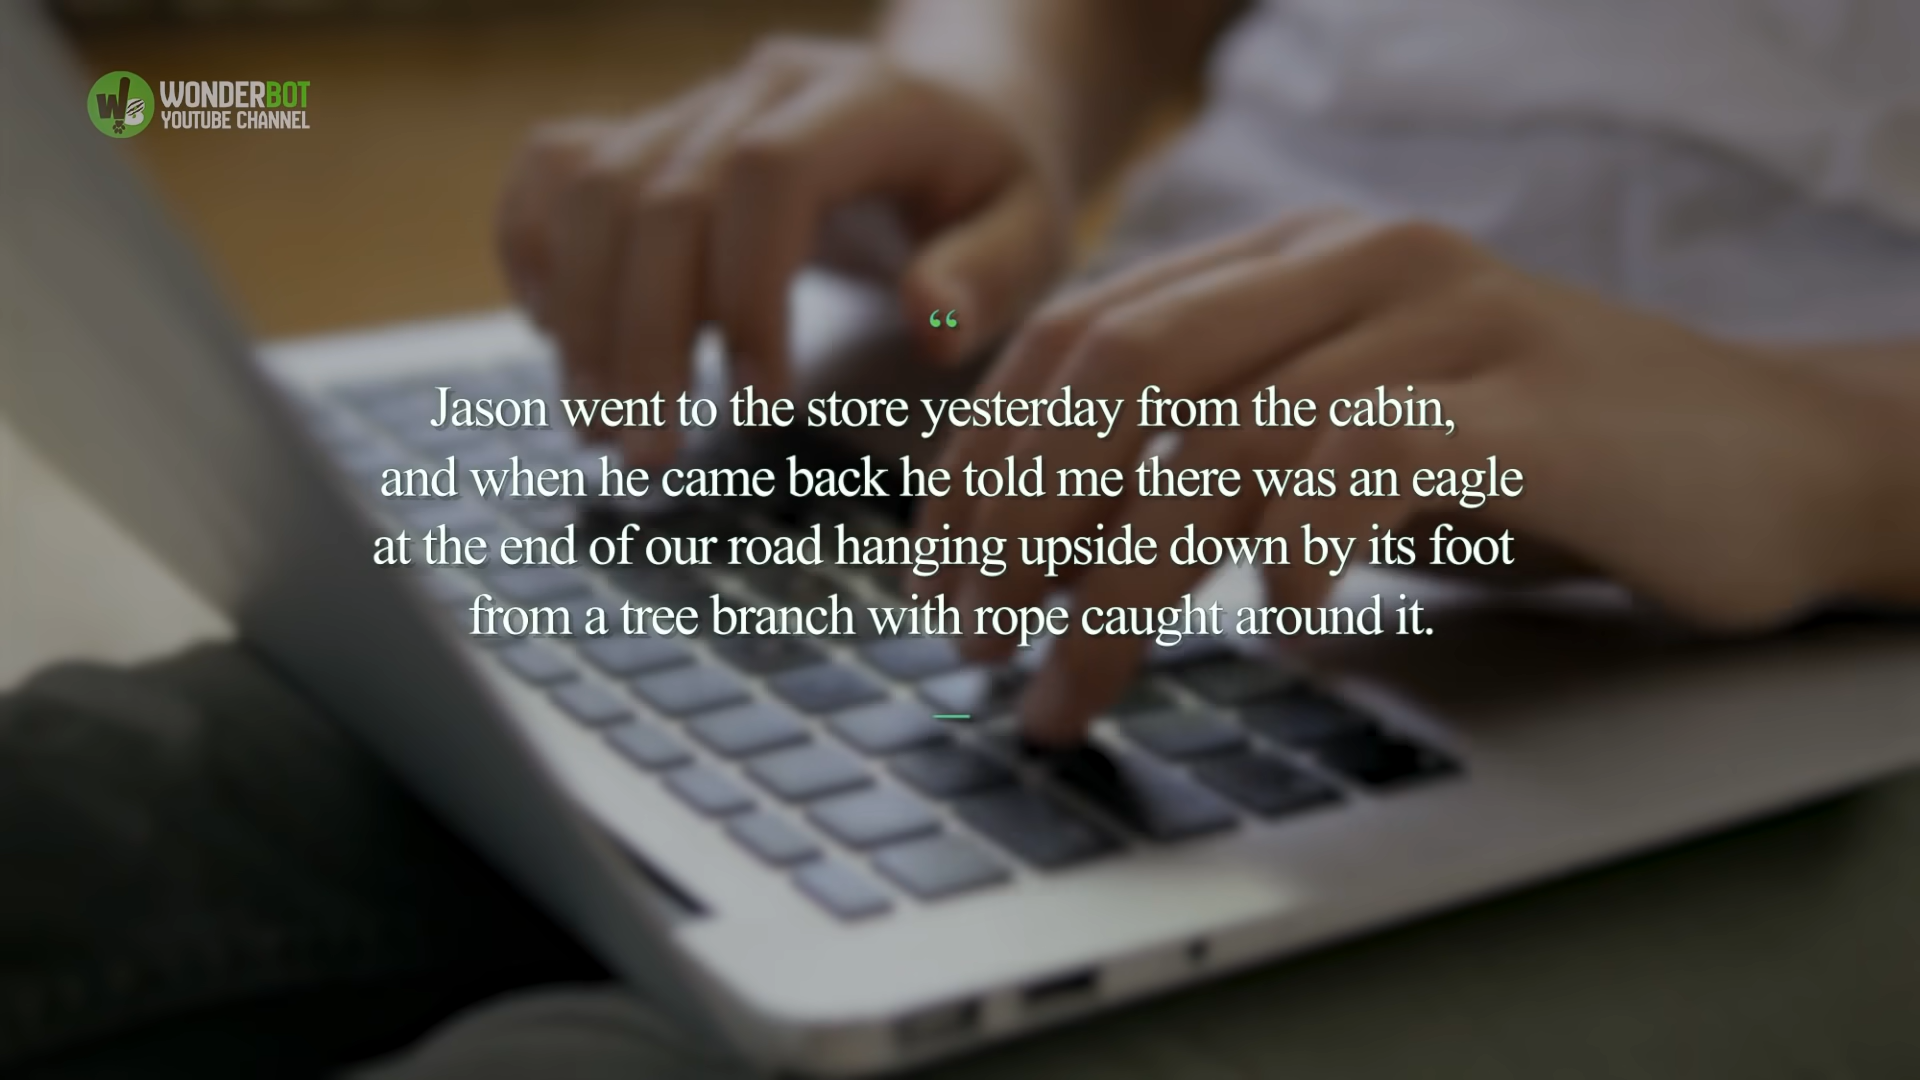 WONDERBOT
YOUTUBE CHANNEL
“
Jason went to the store yesterday from the cabin,
and when he came back he told me there was an eagle
at the end of our road hanging upside down by its foot
from a tree branch with rope caught around it.